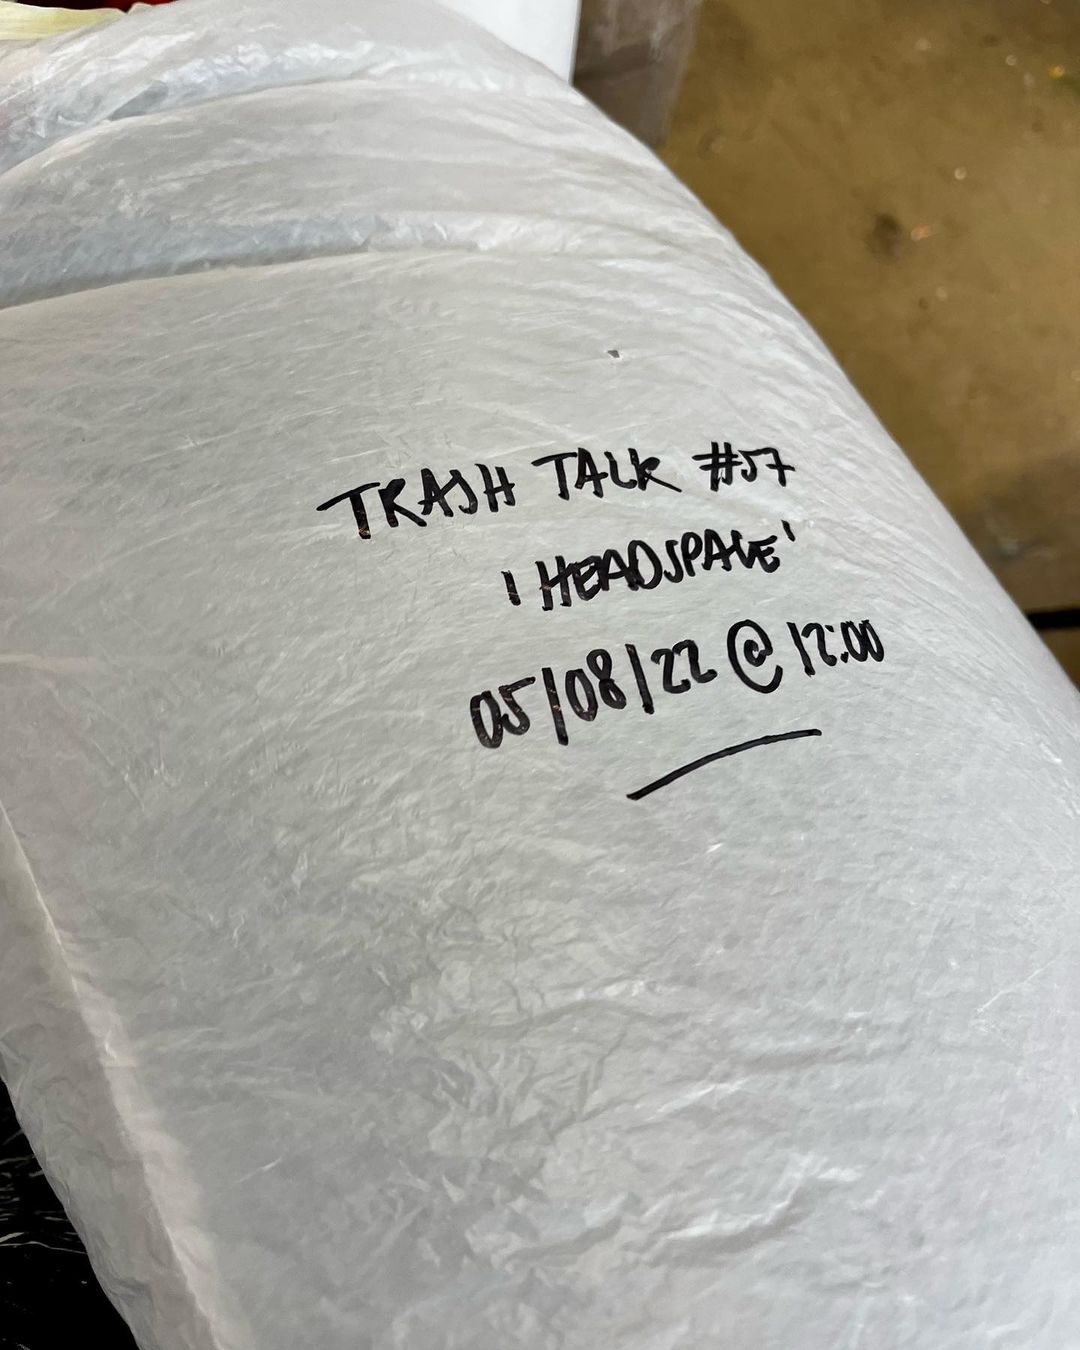 TRASH TALK #57
'HEADSPACE'
05/08/22 @ 12:00